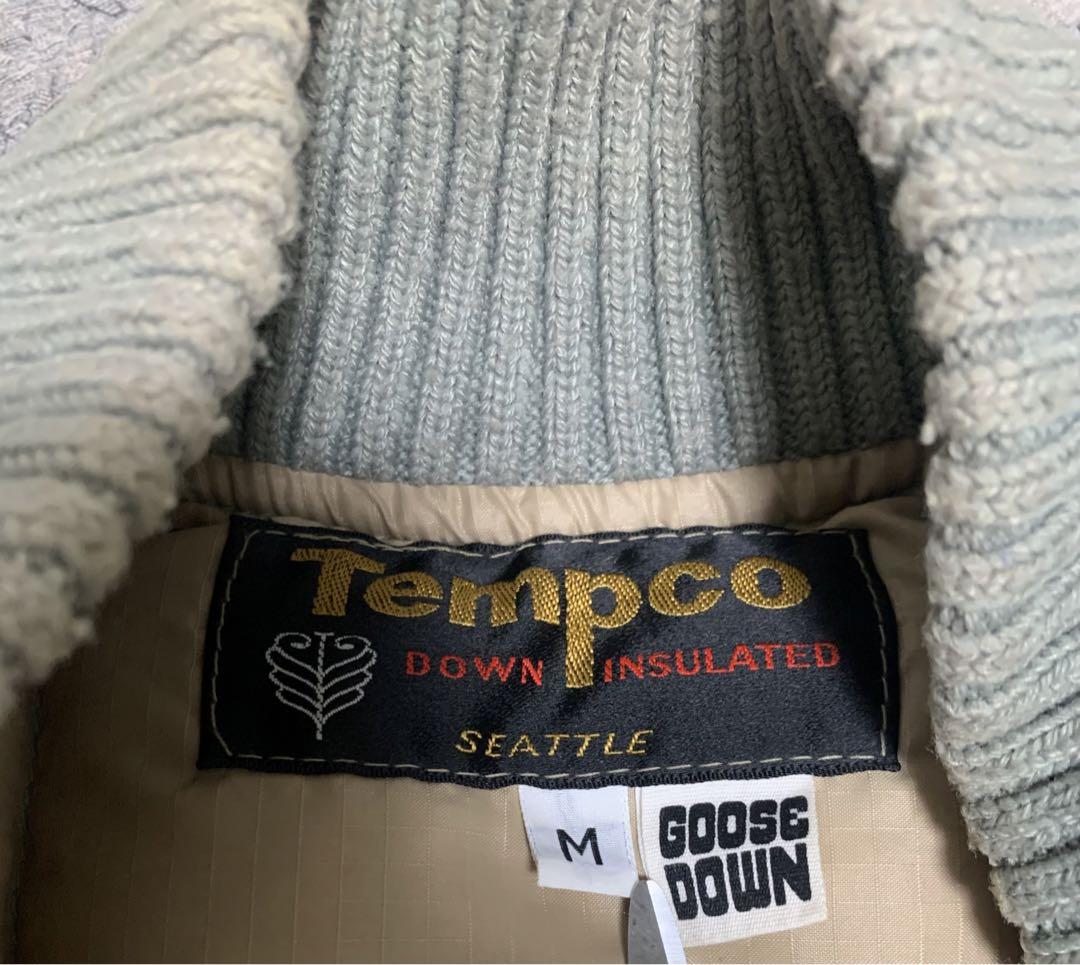 Tempco
DOWN INSULATED
SEATTLE
M
GOOSE
DOWN